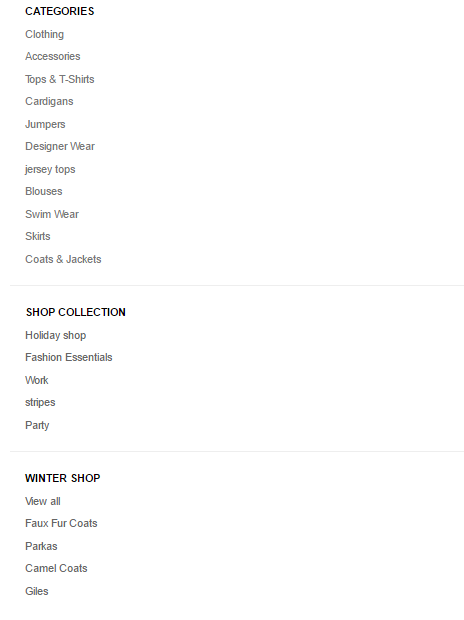 CATEGORIES
Clothing
Accessories
Tops & T-Shirts
Cardigans
Jumpers
Designer Wear
jersey tops
Blouses
Swim Wear
Skirts
Coats & Jackets
SHOP COLLECTION
Holiday shop
Fashion Essentials
Work
stripes
Party
WINTER SHOP
View all
Faux Fur Coats
Parkas
Camel Coats
Giles